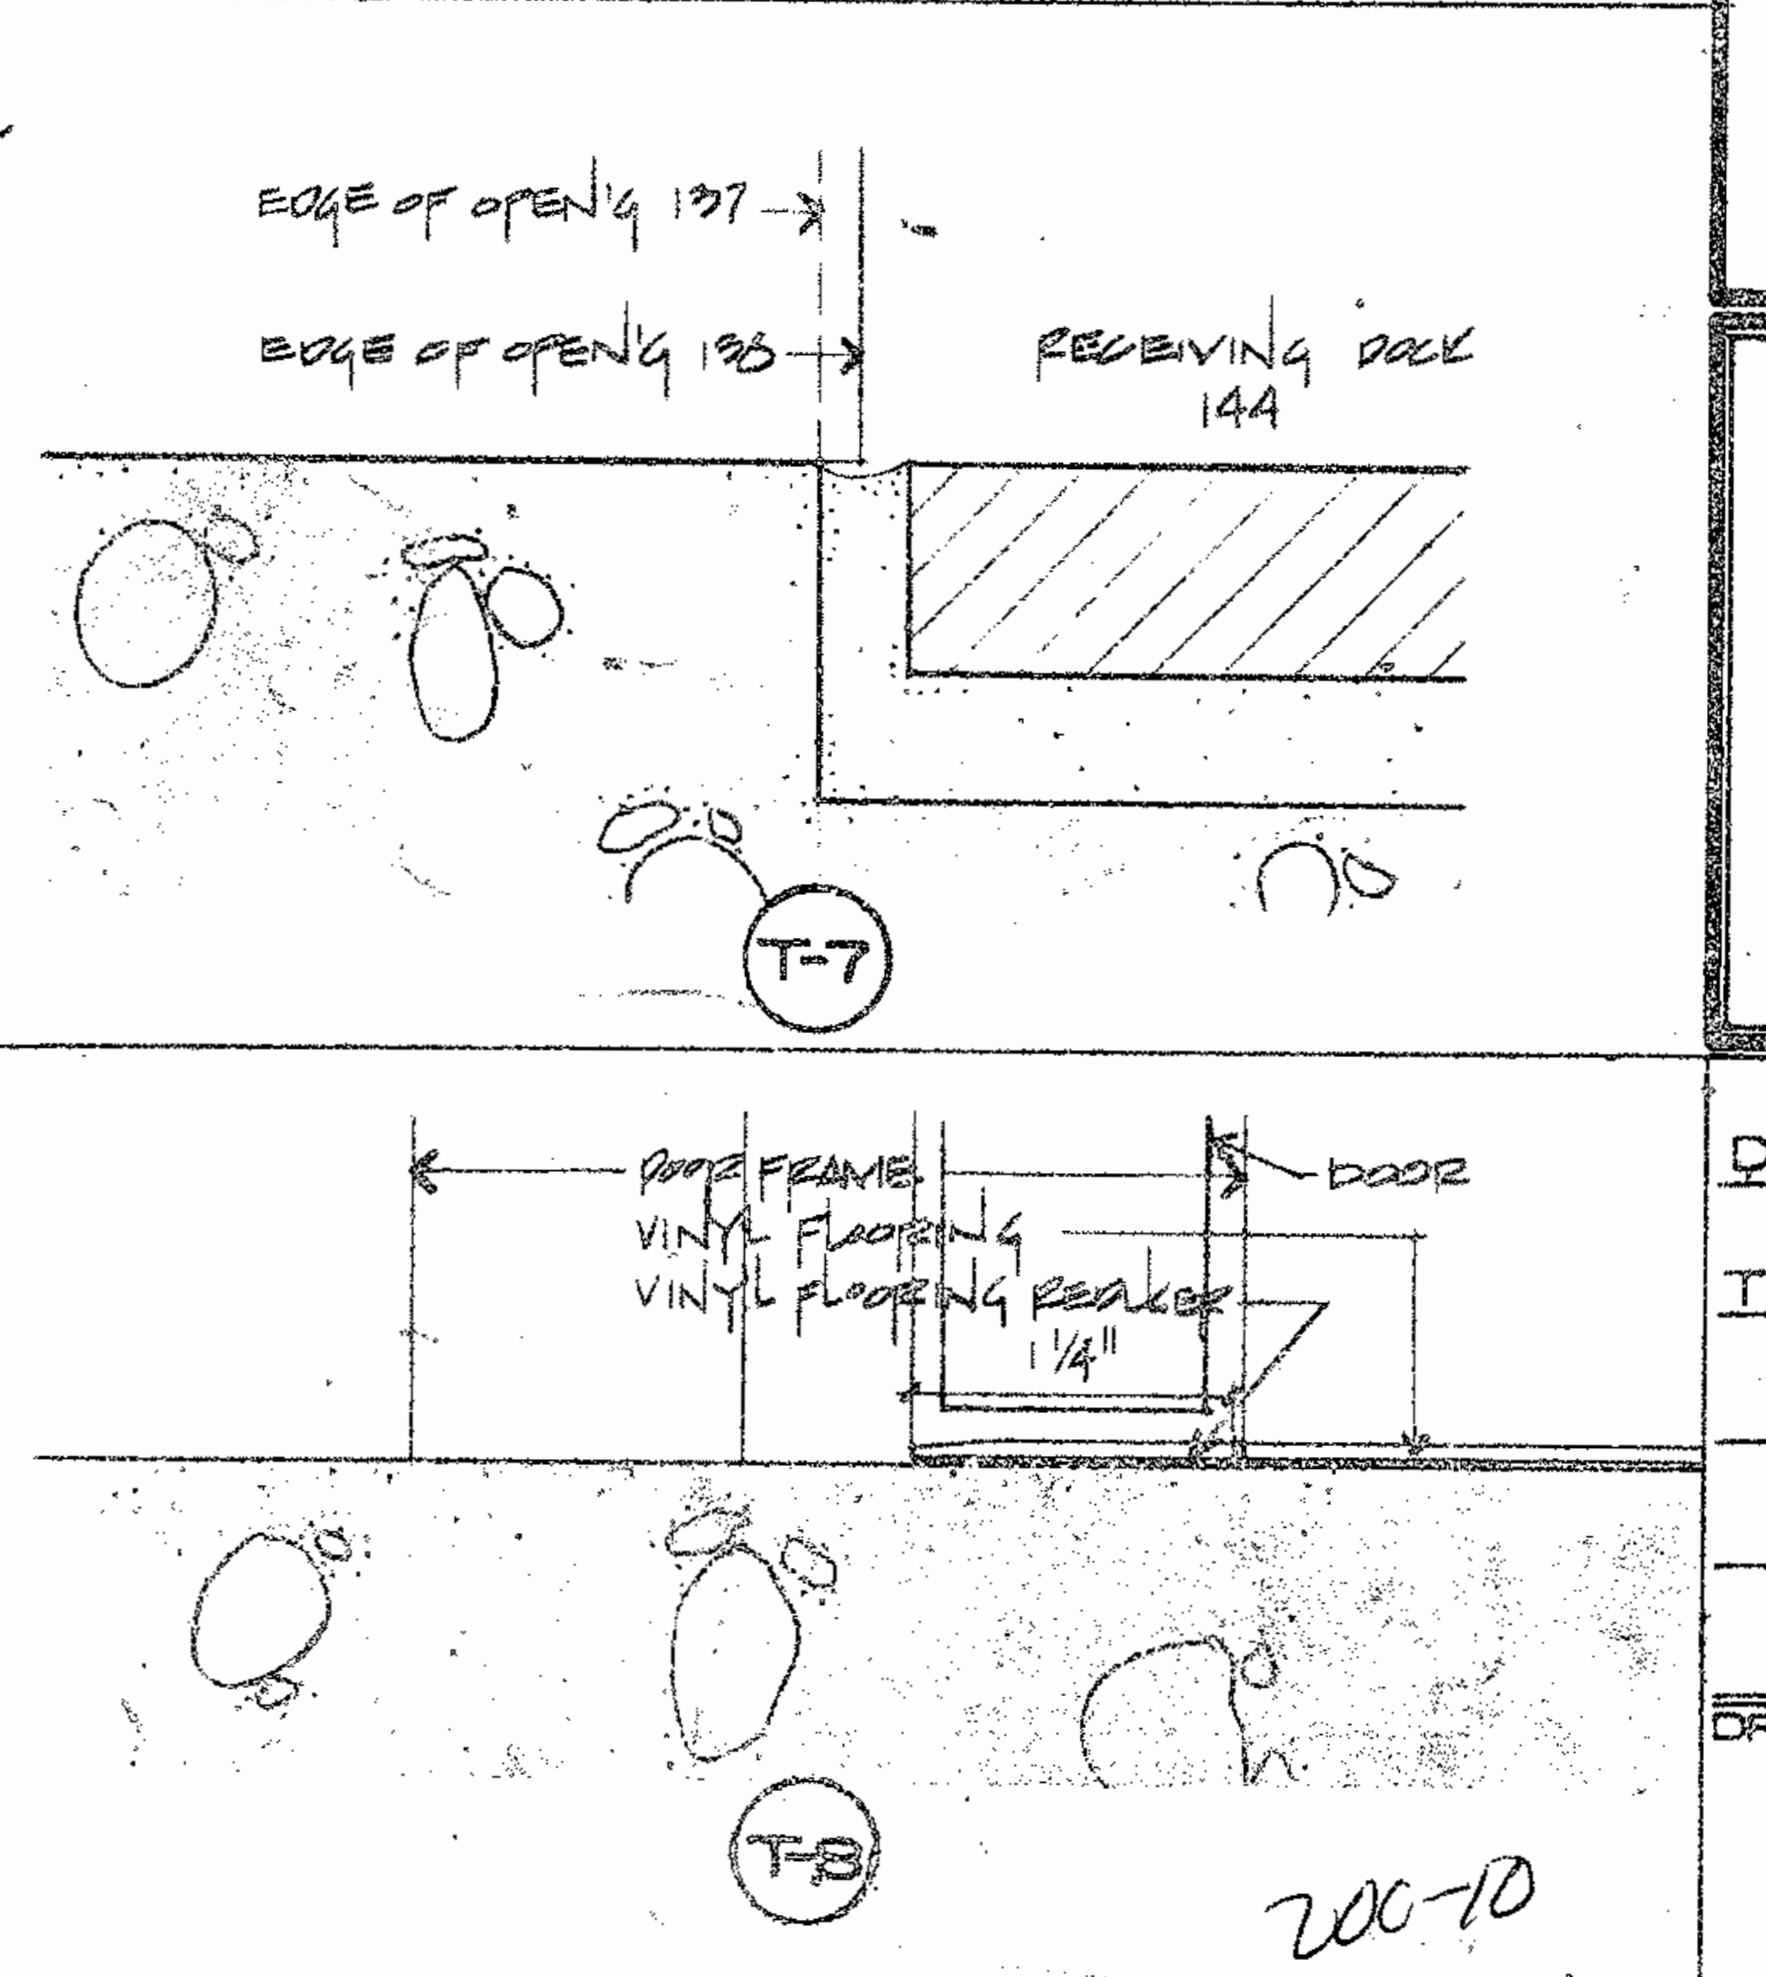 EDGE OF OPEN'G 137
EDGE OF OPEN'G 138
RECEIVING DOCK
144
T-7
DOOR FRAME
DOOR
VINYL FLOORING
VINYL FLOORING
1 1/4"
T-8
200-10